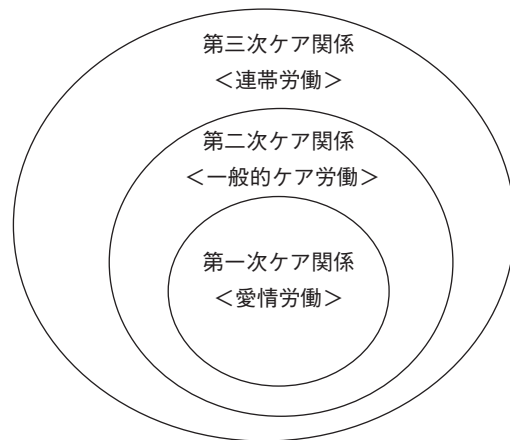 第三次ケア関係
＜連帯労働＞
第二次ケア関係
＜一般的ケア労働＞
第一次ケア関係
＜愛情労働＞